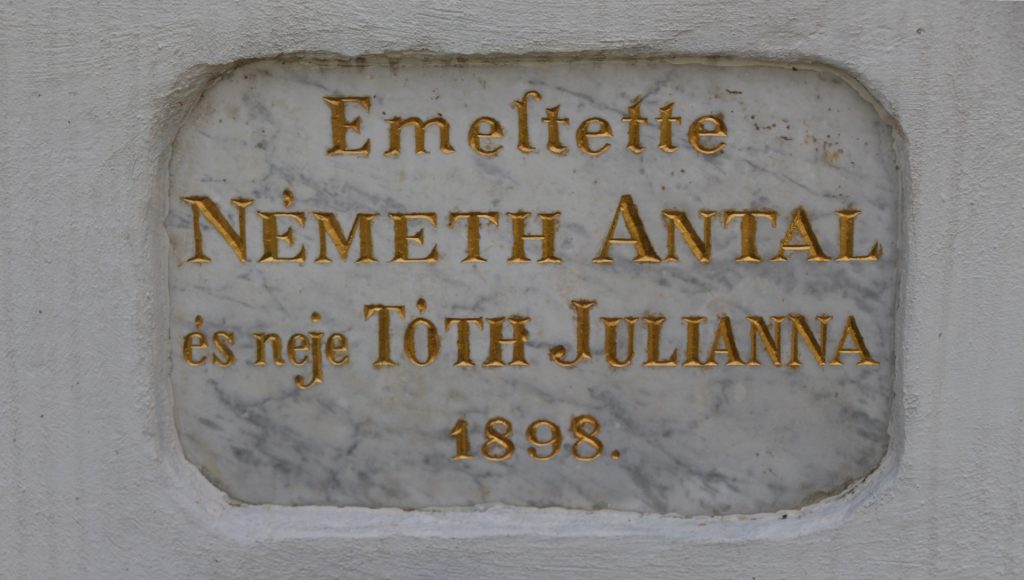 Emeſtette
NÉMETH ANTAL
és neje TÓTH JULIANNA
1898.